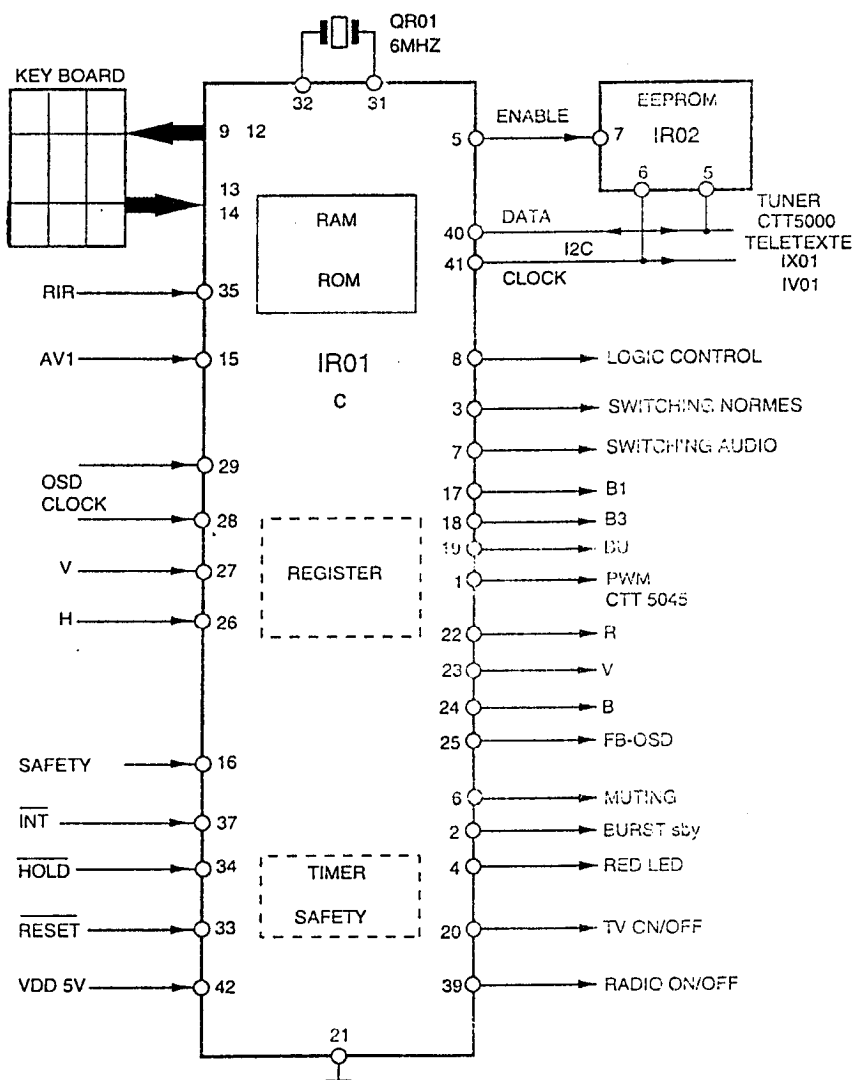 QR01
6MHZ
KEY BOARD
32
31
9 12
13
14
RAM
ROM
5
ENABLE
EEPROM
7 IR02
6
5
40
DATA
I2C
41
CLOCK
TUNER
CTT5000
TELETEXTE
IX01
IV01
RIR
35
AV1
15
IR01
C
8
LOGIC CONTROL
3
SWITCHING NORMES
7
SWITCHING AUDIO
29
OSD
CLOCK
28
17
B1
18
B3
19
BU
V
27
REGISTER
1
PWM
CTT 5045
H
26
22
R
23
V
24
B
25
FB-OSD
SAFETY
16
6
MUTING
INT
37
2
BURST sby
HOLD
34
TIMER
SAFETY
4
RED LED
RESET
33
20
TV ON/OFF
VDD 5V
42
39
RADIO ON/OFF
21